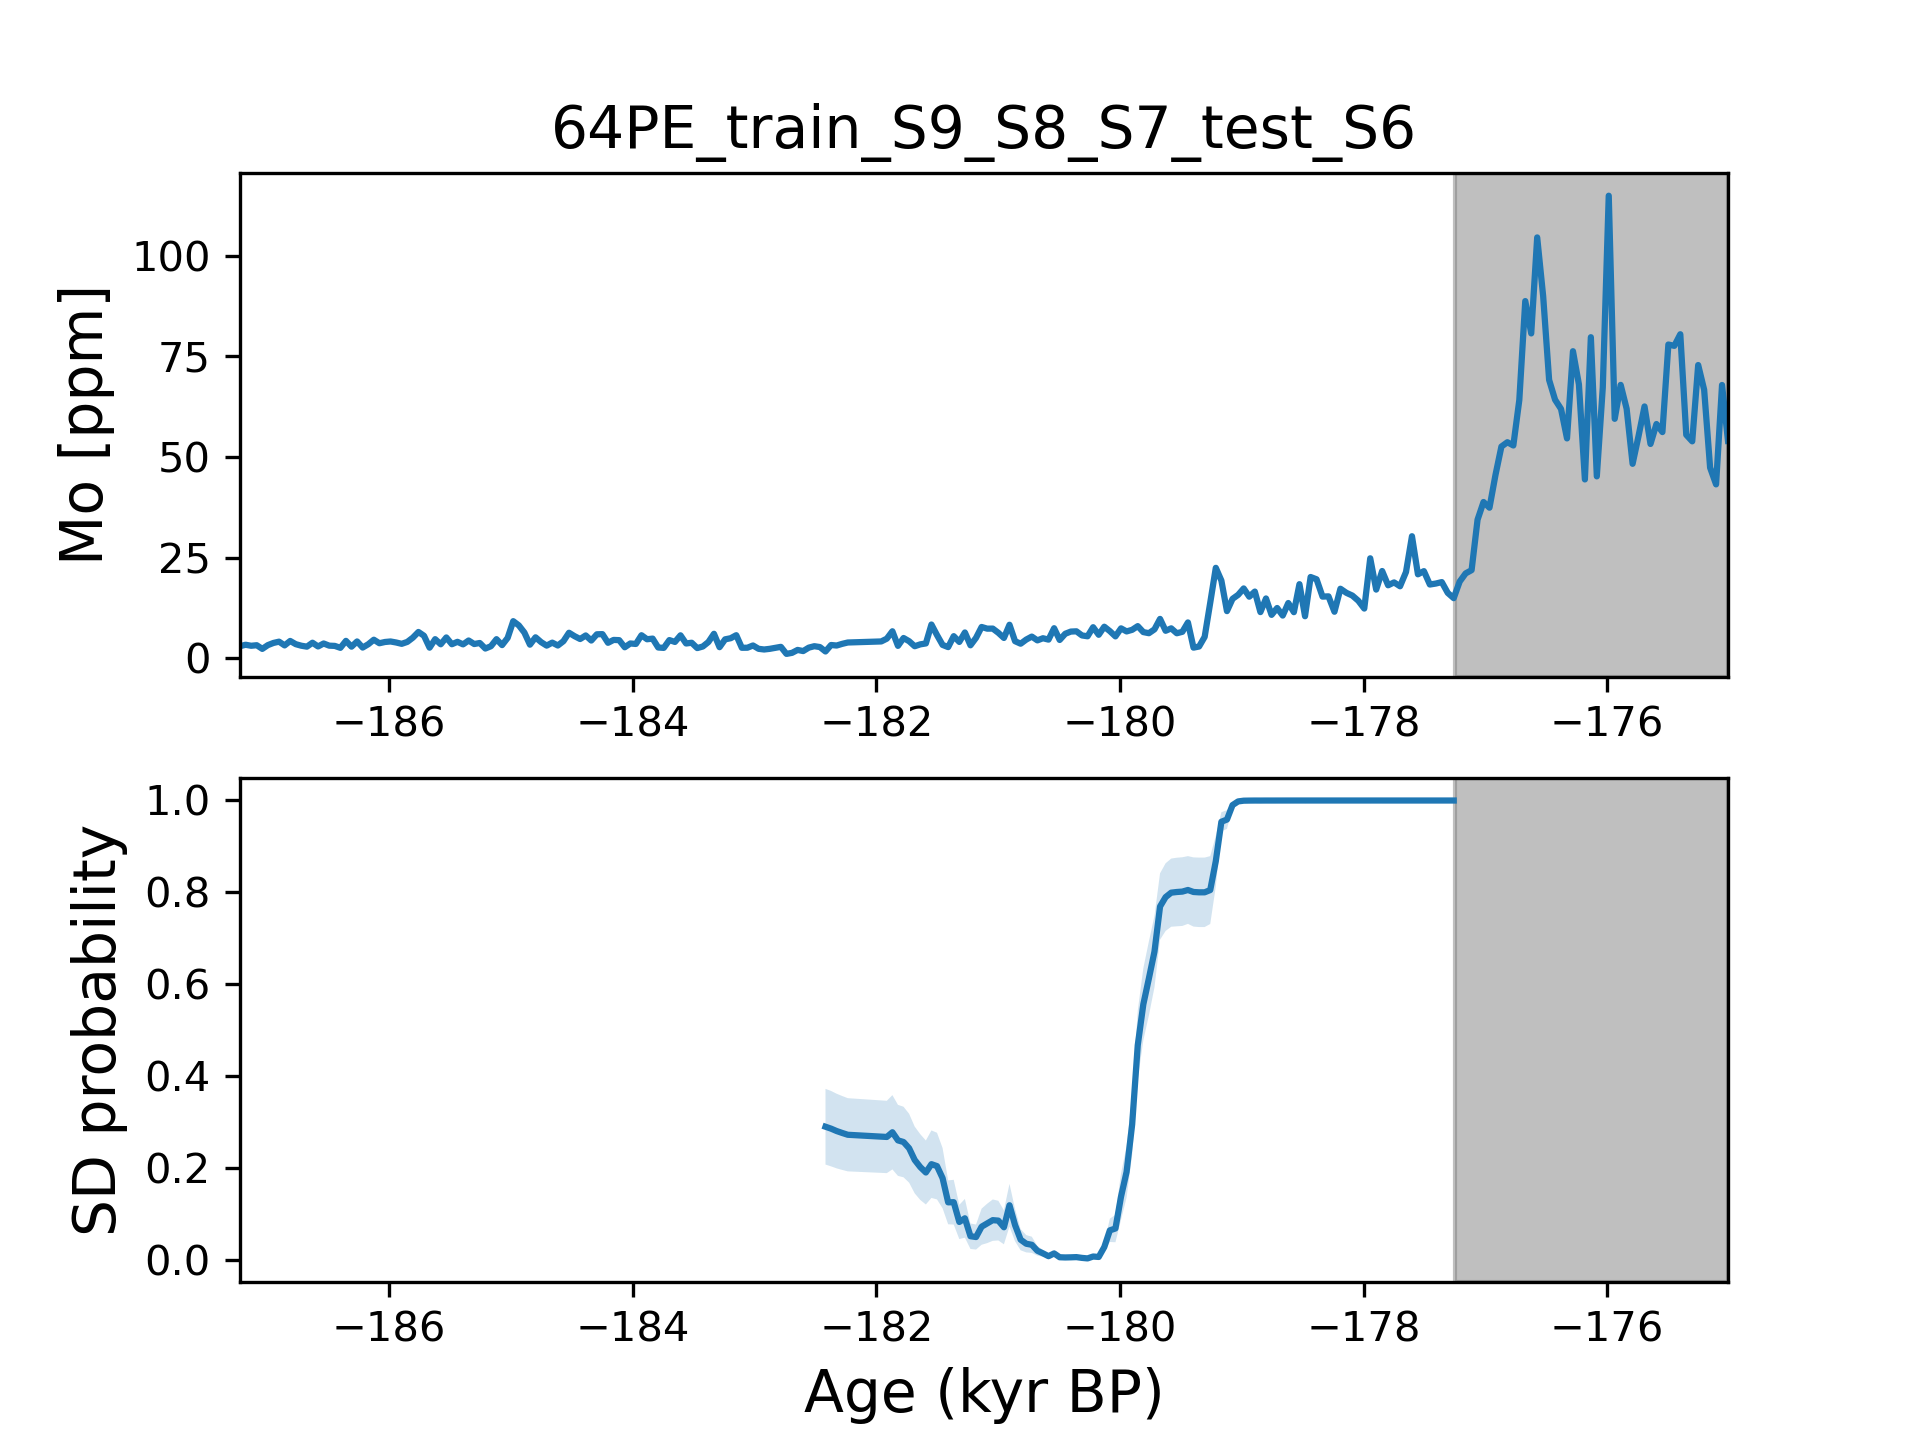 64PE_train_S9_S8_S7_test_S6
Mo [ppm]
100
75
50
25
0
−186 −184 −182 −180 −178 −176
SD probability
1.0
0.8
0.6
0.4
0.2
0.0
−186 −184 −182 −180 −178 −176
Age (kyr BP)